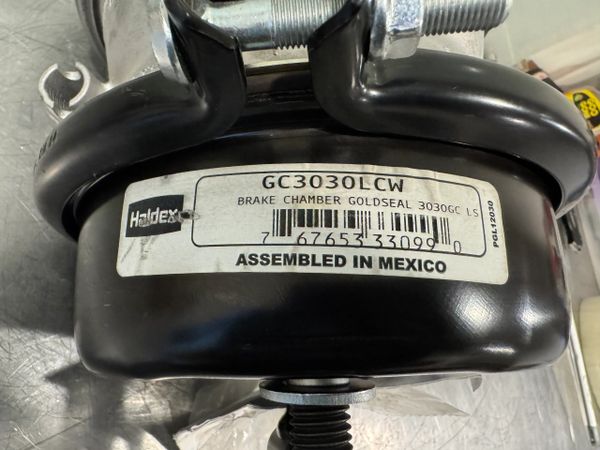 GC3030LCW
Haldex
BRAKE CHAMBER GOLDSEAL 3030GC LS
7 67653 33099 0
ASSEMBLED IN MEXICO
PGL12030